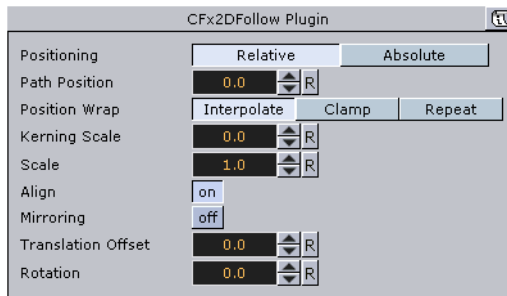 CFx2DFollow Plugin
Positioning Relative Absolute
Path Position 0.0 R
Position Wrap Interpolate Clamp Repeat
Kerning Scale 0.0 R
Scale 1.0 R
Align on
Mirroring off
Translation Offset 0.0 R
Rotation 0.0 R